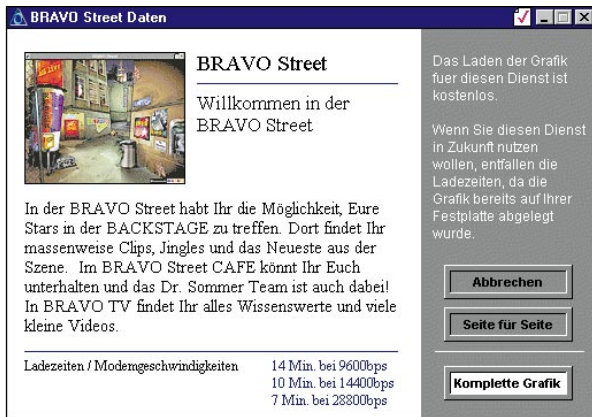 BRAVO Street Daten
BRAVO Street
Willkommen in der
BRAVO Street
In der BRAVO Street habt Ihr die Möglichkeit, Eure
Stars in der BACKSTAGE zu treffen. Dort findet Ihr
massenweise Clips, Jingles und das Neueste aus der
Szene. Im BRAVO Street CAFE könnt Ihr Euch
unterhalten und das Dr. Sommer Team ist auch dabei!
In BRAVO TV findet Ihr alles Wissenswerte und viele
kleine Videos.
Ladezeiten / Modemgeschwindigkeiten
14 Min. bei 9600bps
10 Min. bei 14400bps
7 Min. bei 28800bps
Das Laden der Grafik
fuer diesen Dienst ist
kostenlos.
Wenn Sie diesen Dienst
in Zukunft nutzen
wollen, entfallen die
Ladezeiten, da die
Grafik bereits auf Ihrer
Festplatte abgelegt
wurde.
Abbrechen
Seite für Seite
Komplette Grafik